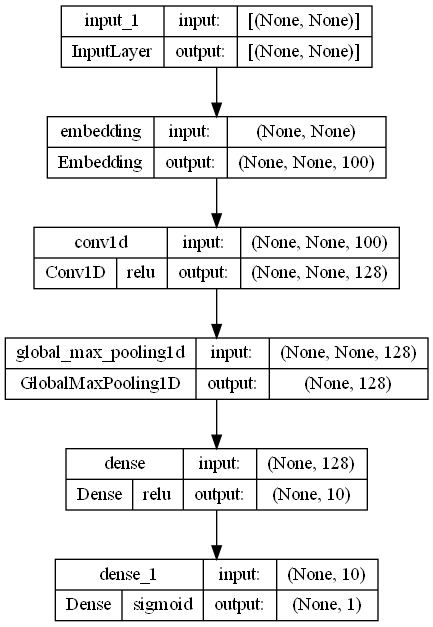 input_1 input: [(None, None)]
InputLayer output: [(None, None)]
embedding input: (None, None)
Embedding output: (None, None, 100)
conv1d input: (None, None, 100)
Conv1D relu output: (None, None, 128)
global_max_pooling1d input: (None, None, 128)
GlobalMaxPooling1D output: (None, 128)
dense input: (None, 128)
Dense relu output: (None, 10)
dense_1 input: (None, 10)
Dense sigmoid output: (None, 1)